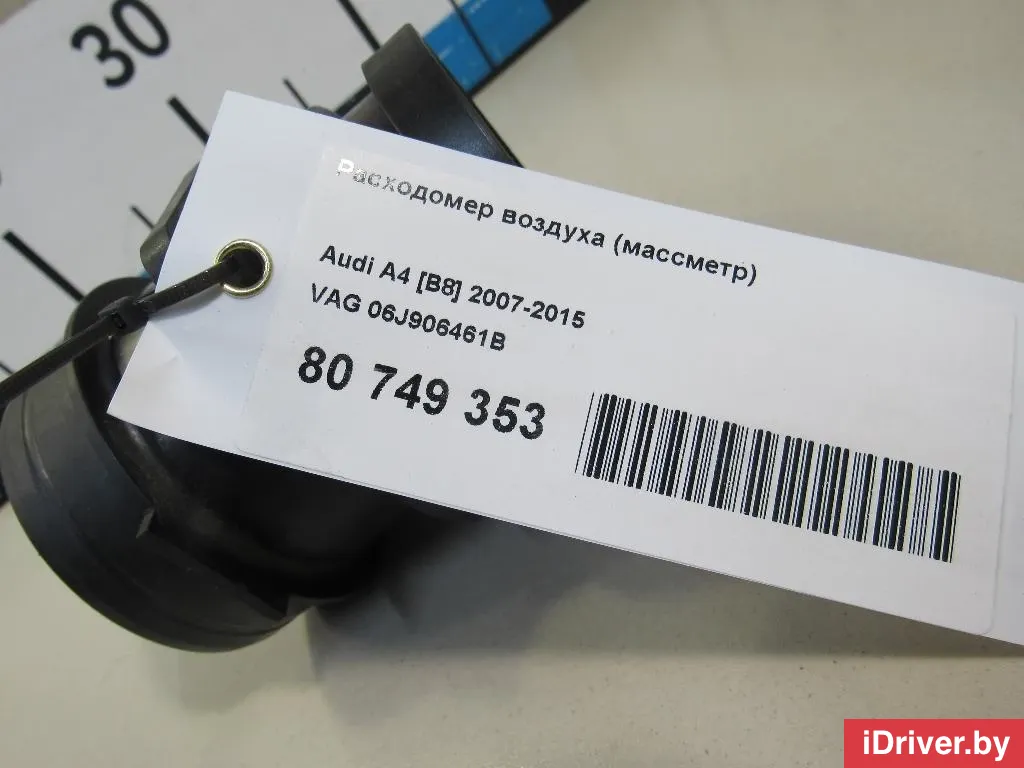 30
Расходомер воздуха (массметр)
Audi A4 [B8] 2007-2015
VAG 06J906461B
80 749 353
iDriver.by